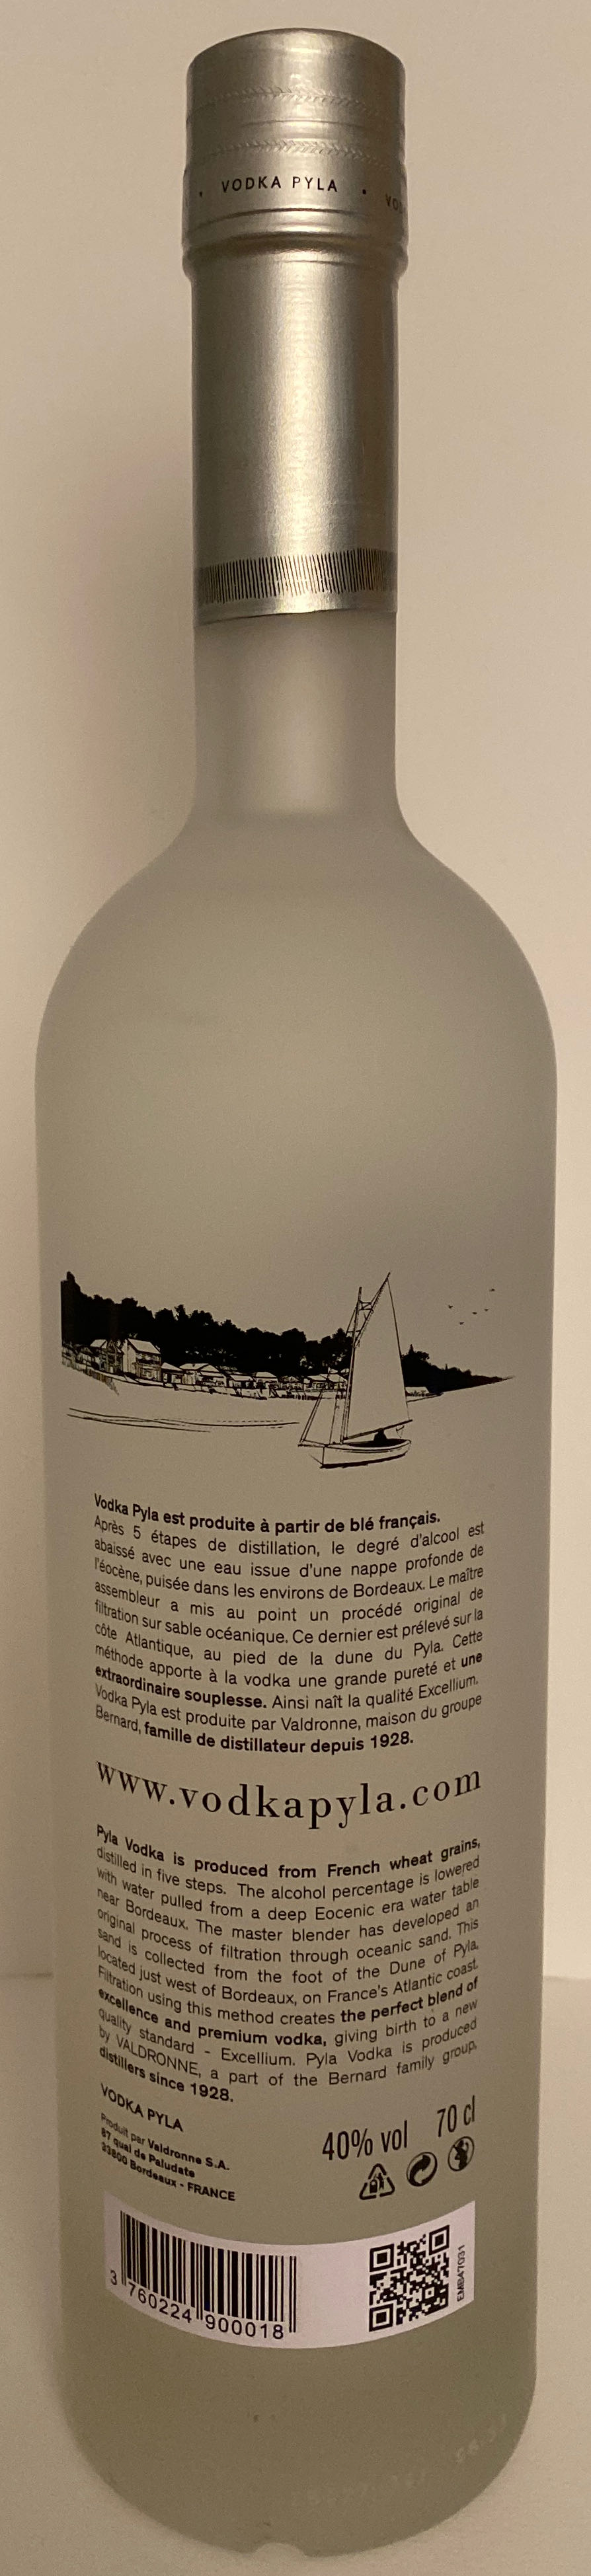 • VODKA PYLA •
Vodka Pyla est produite à partir de blé français.
Après 5 étapes de distillation, le degré d'alcool est
abaissé avec une eau issue d'une nappe profonde de
l'éocène, puisée dans les environs de Bordeaux. Le maître
assembleur a mis au point un procédé original de
filtration sur sable océanique. Ce dernier est prélevé sur la
côte Atlantique, au pied de la dune du Pyla. Cette
méthode apporte à la vodka une grande pureté et une
extraordinaire souplesse. Ainsi naît la qualité Excellium.
Vodka Pyla est produite par Valdronne, maison du groupe
Bernard, famille de distillateur depuis 1928.
www.vodkapyla.com
Pyla Vodka is produced from French wheat grains,
distilled in five steps. The alcohol percentage is lowered
with water pulled from a deep Eocenic era water table
near Bordeaux. The master blender has developed an
original process of filtration through oceanic sand. This
sand is collected from the foot of the Dune of Pyla,
located just west of Bordeaux, on France's Atlantic coast.
Filtration using this method creates the perfect blend of
excellence and premium vodka, giving birth to a new
quality standard - Excellium. Pyla Vodka is produced
by VALDRONNE, a part of the Bernard family group,
distillers since 1928.
VODKA PYLA
Produit par Valdronne S.A.
87 quai de Paludate
33800 Bordeaux - FRANCE
40% vol 70 cl
3 760224 900018
EMB47031